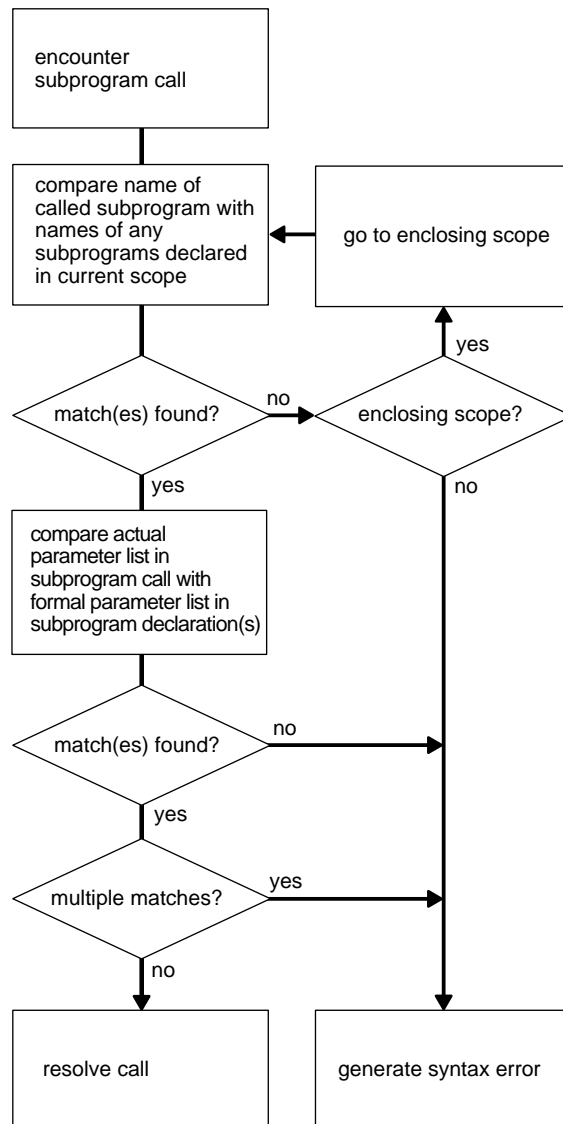 encounter
subprogram call
compare name of
called subprogram with
names of any
subprograms declared
in current scope
go to enclosing scope
yes
match(es) found?
no
enclosing scope?
yes
no
compare actual
parameter list in
subprogram call with
formal parameter list in
subprogram declaration(s)
match(es) found?
no
yes
multiple matches?
yes
no
resolve call
generate syntax error